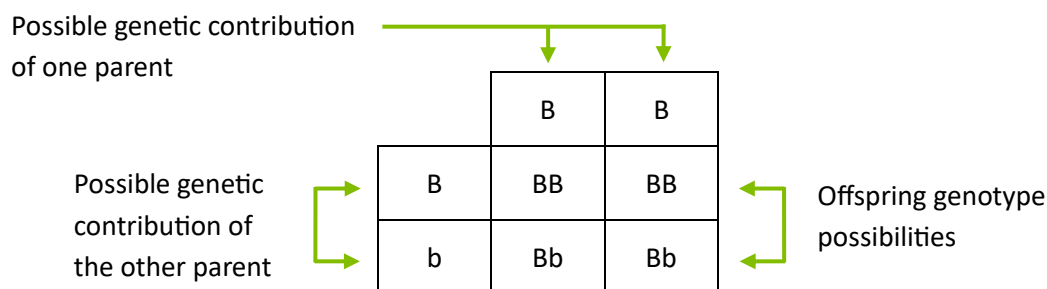 Possible genetic contribution
of one parent
B B
Possible genetic
contribution of
the other parent
B BB BB
b Bb Bb
Offspring genotype
possibilities